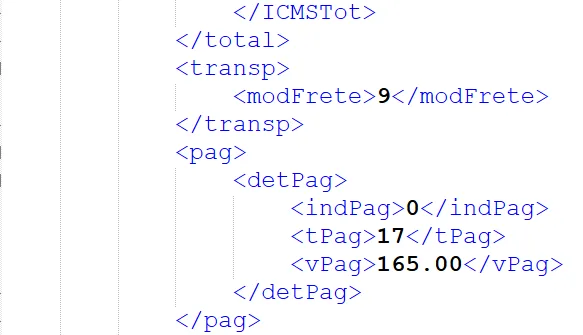 </ICMSTot>
</total>
<transp>
<modFrete>9</modFrete>
</transp>
<pag>
<detPag>
<indPag>0</indPag>
<tPag>17</tPag>
<vPag>165.00</vPag>
</detPag>
</pag>